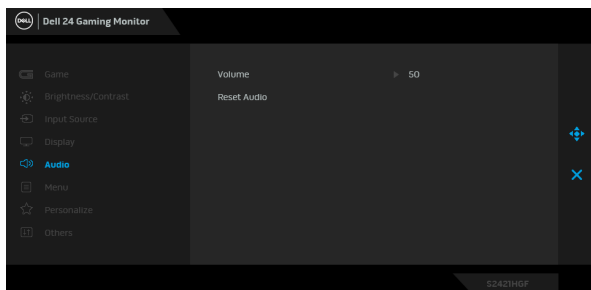 DELL
Dell 24 Gaming Monitor
Game
Brightness/Contrast
Input Source
Display
Audio
Menu
Personalize
Others
Volume 50
Reset Audio
S2421HGF